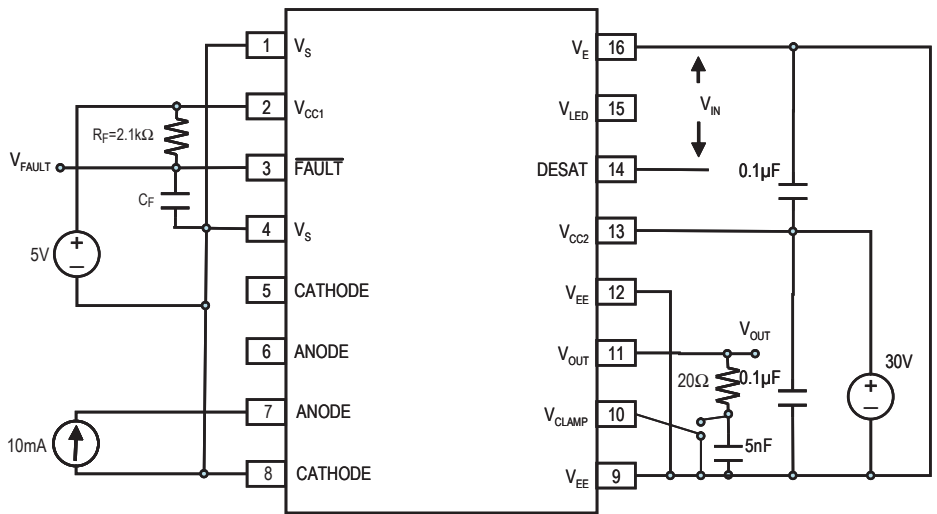 1 V_S
2 V_CC1
3 FAULT
4 V_S
5 CATHODE
6 ANODE
7 ANODE
8 CATHODE
V_E 16
V_LED 15
DESAT 14
V_CC2 13
V_EE 12
V_OUT 11
V_CLAMP 10
V_EE 9
R_F=2.1kΩ
V_FAULT
C_F
5V
+
–
10mA
V_IN
0.1µF
V_OUT
20Ω
0.1µF
5nF
30V
+
–